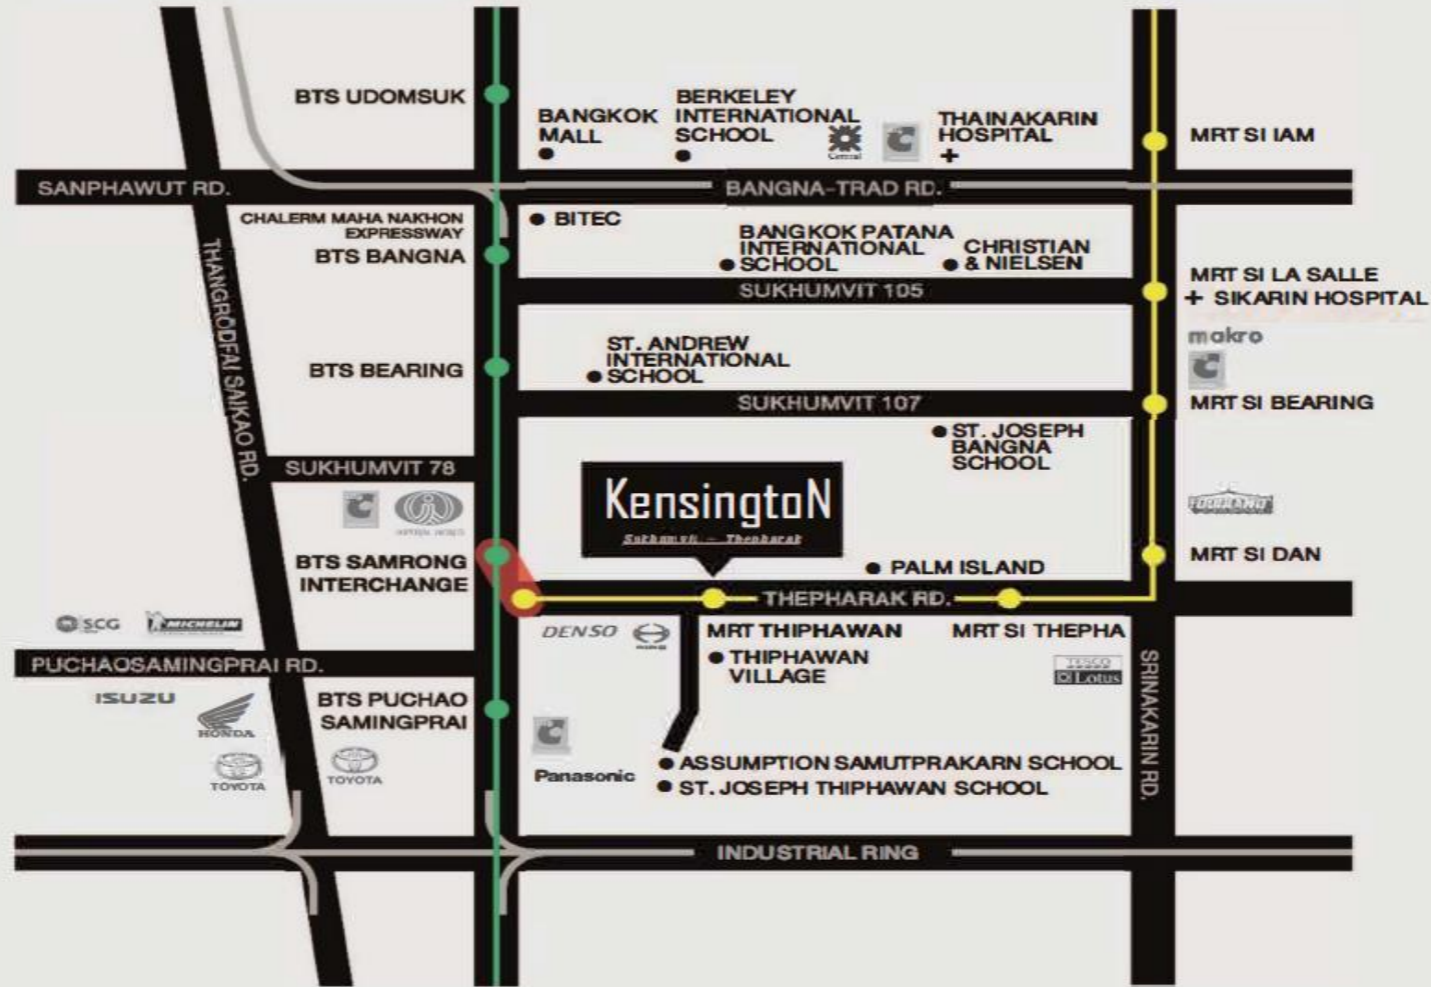 BTS UDOMSUK
BANGKOK
MALL
BERKELEY
INTERNATIONAL
SCHOOL
Central
THAINAKARIN
HOSPITAL
MRT SI IAM
SANPHAWUT RD.
BANGNA-TRAD RD.
CHALERM MAHA NAKHON
EXPRESSWAY
BITEC
BTS BANGNA
BANGKOK PATANA
INTERNATIONAL
SCHOOL
CHRISTIAN
& NIELSEN
MRT SI LA SALLE
SIKARIN HOSPITAL
SUKHUMVIT 105
THANGRODFAI SAIKAO RD.
makro
BTS BEARING
ST. ANDREW
INTERNATIONAL
SCHOOL
SUKHUMVIT 107
MRT SI BEARING
ST. JOSEPH
BANGNA
SCHOOL
SUKHUMVIT 78
KensingtoN
Sukhumvit - Thepharak
BTS SAMRONG
INTERCHANGE
PALM ISLAND
MRT SI DAN
THEPHARAK RD.
SCG
MICHELIN
DENSO
MRT THIPHAWAN
MRT SI THEPHA
THIPHAWAN
VILLAGE
TESCO
Lotus
PUCHAOSAMINGPRAI RD.
ISUZU
HONDA
BTS PUCHAO
SAMINGPRAI
SRINAKARIN RD.
TOYOTA
TOYOTA
Panasonic
ASSUMPTION SAMUTPRAKARN SCHOOL
ST. JOSEPH THIPHAWAN SCHOOL
INDUSTRIAL RING